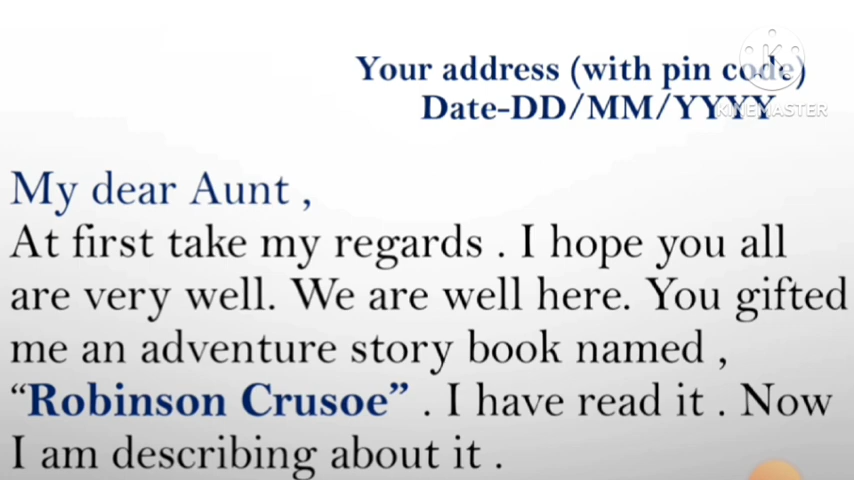 Your address (with pin code)
Date-DD/MM/YYYY
KINEMASTER
My dear Aunt ,
At first take my regards . I hope you all
are very well. We are well here. You gifted
me an adventure story book named ,
“Robinson Crusoe” . I have read it . Now
I am describing about it .